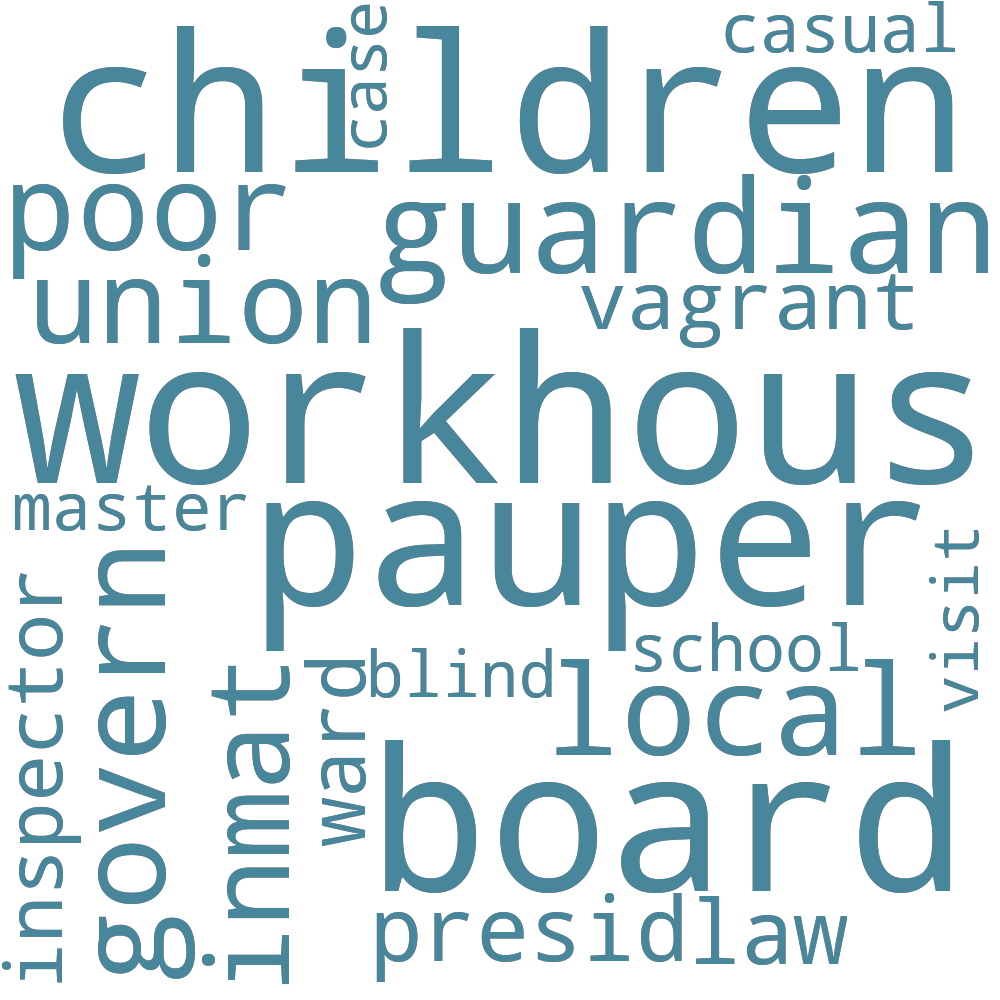 casual
case
children
poor
guardian
union
vagrant
workhous
master
pauper
inspector
govern
visit
school
inmat
ward
blind
local
board
presid
law